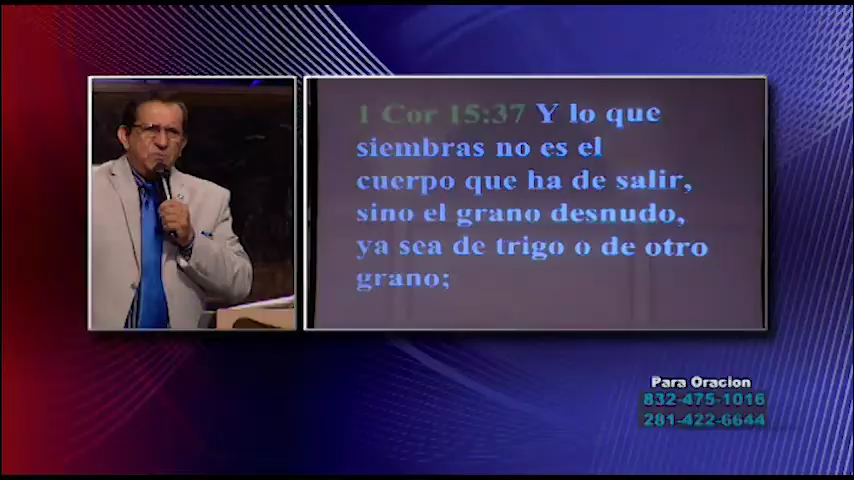 1 Cor 15:37 Y lo que
siembras no es el
cuerpo que ha de salir,
sino el grano desnudo,
ya sea de trigo o de otro
grano;
Para Oracion
832-475-1016
281-422-6644